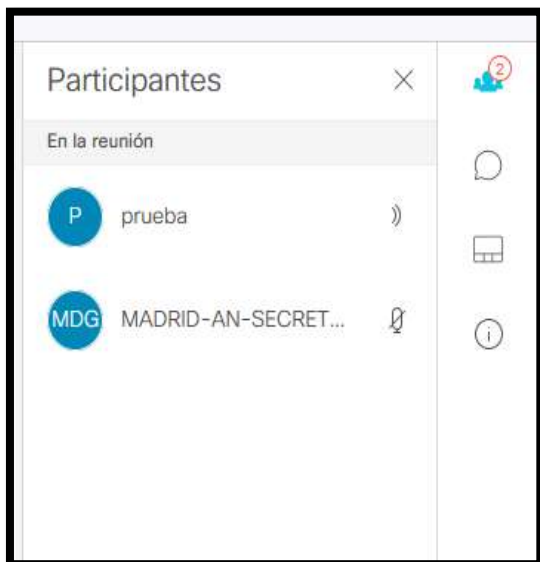 Participantes
2
En la reunión
P
prueba
MDG
MADRID-AN-SECRET...
i